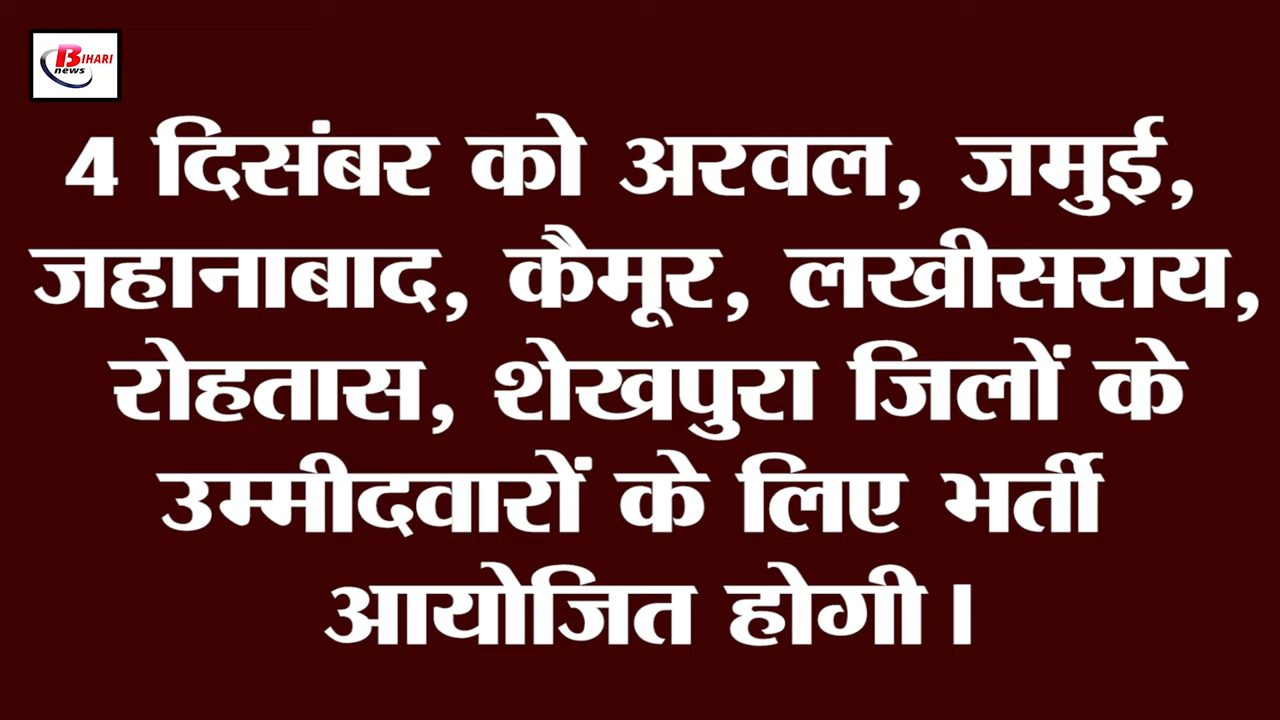 BIHARI
news
4 दिसंबर को अरवल, जमुई,
जहानाबाद, कैमूर, लखीसराय,
रोहतास, शेखपुरा जिलों के
उम्मीदवारों के लिए भर्ती
आयोजित होगी।